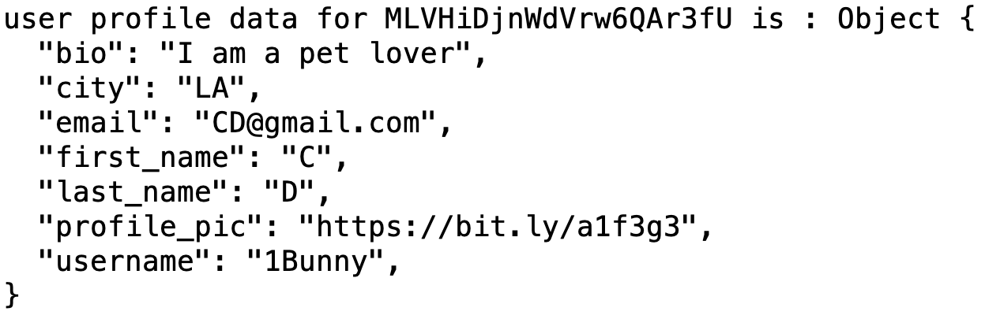 user profile data for MLVHiDjnWdVrw6QAr3fU is : Object {
  "bio": "I am a pet lover",
  "city": "LA",
  "email": "CD@gmail.com",
  "first_name": "C",
  "last_name": "D",
  "profile_pic": "https://bit.ly/a1f3g3",
  "username": "1Bunny",
}